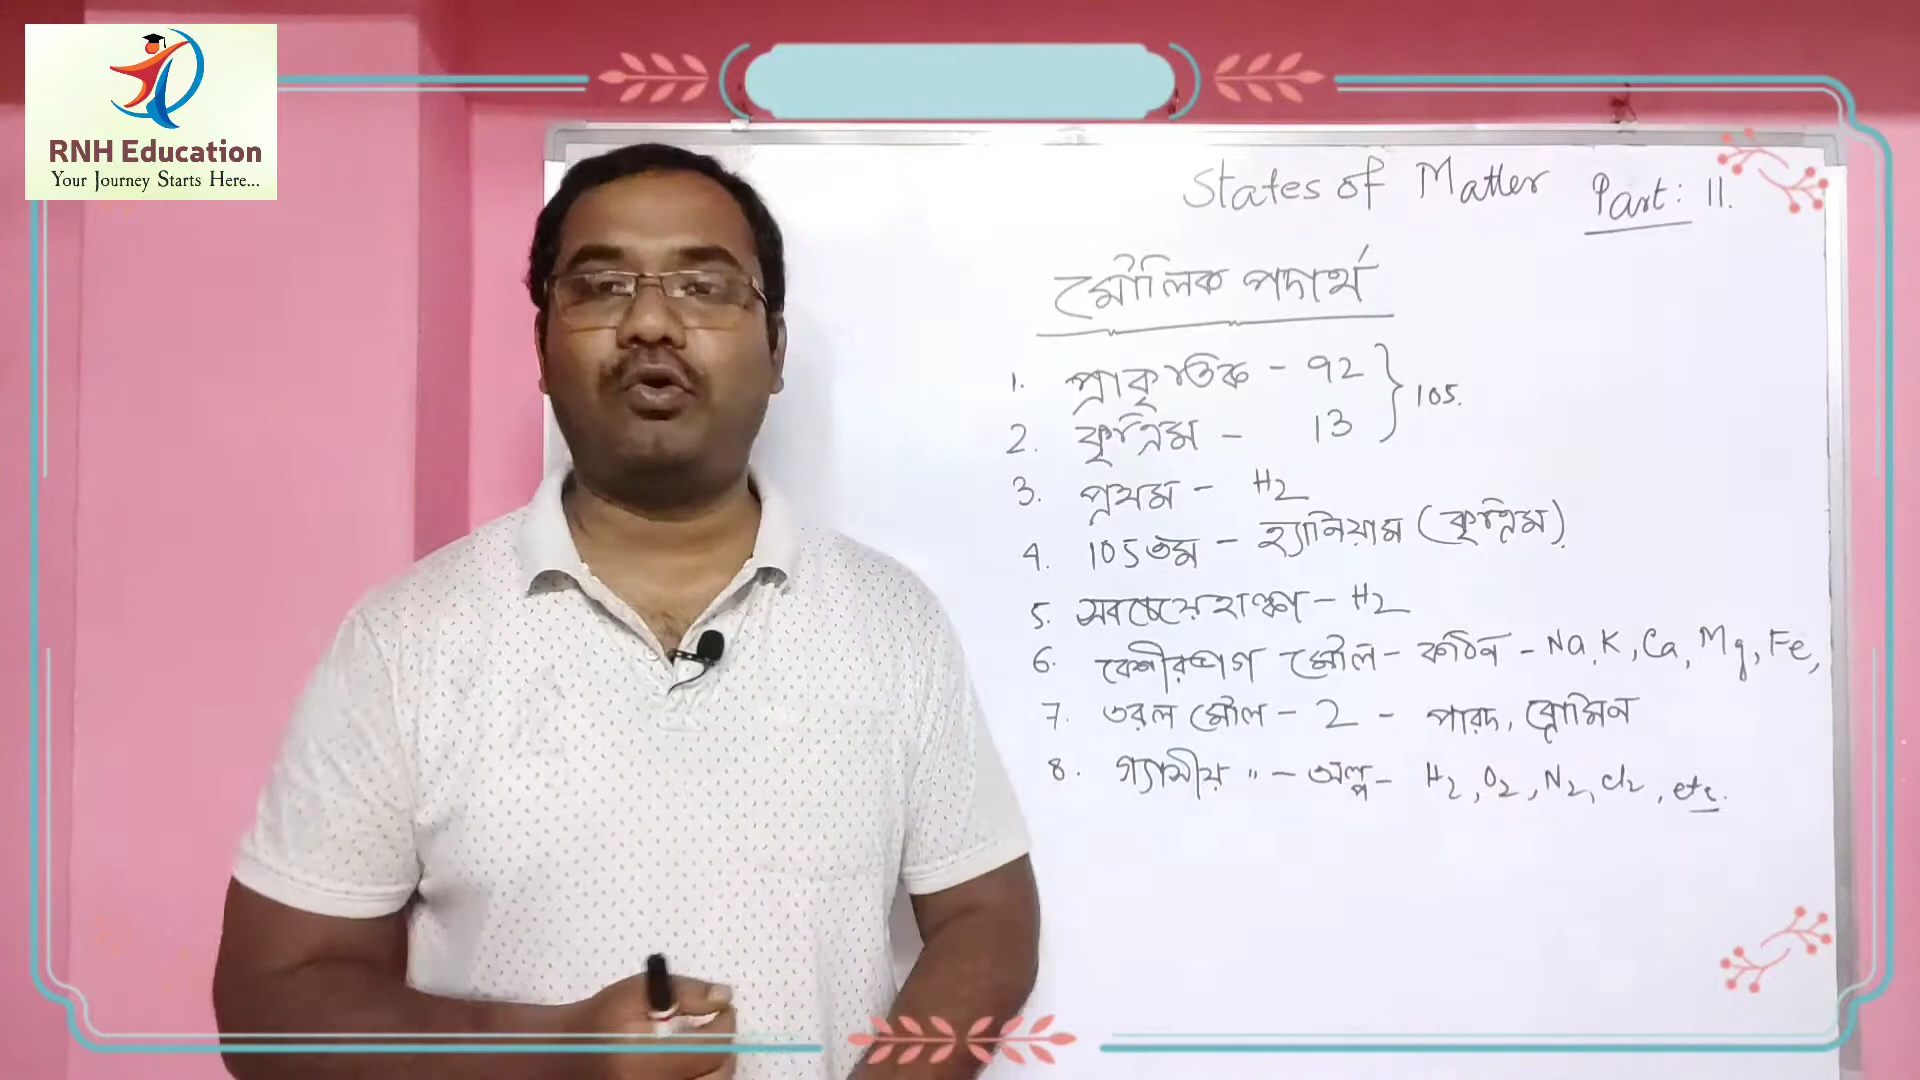 RNH Education
Your Journey Starts Here...
States of Matter Part: II.
মৌলিক পদার্থ
1. প্রাকৃতিক - 92
2. কৃত্রিম - 13 } 105.
3. প্রথম - H2
4. 105তম - হ্যানিয়াম (কৃত্রিম).
5. সবচেয়ে হাল্কা - H2
6. বেশীরভাগ মৌল - কঠিন - Na, K, Ca, Mg, Fe,
7. তরল মৌল - 2 - পারদ, ব্রোমিন
8. গ্যাসীয় " - অল্প - H2, O2, N2, Cl2, etc.